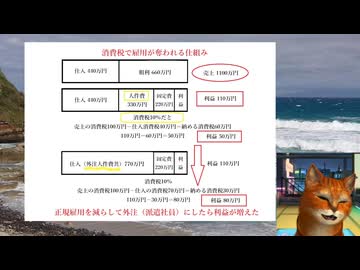 消費税で雇用が奪われる仕組み
仕入 440万円 粗利 660万円 売上 1100万円
仕入 440万円 人件費 330万円 固定費 220万円 利益 利益 110万円
消費税10%だと
売上の消費税100万円−仕入消費税40万円=納める消費税60万円
110万円−60万円=50万円 利益 50万円
仕入（外注人件費含）770万円 固定費 220万円 利益 利益 110万円
消費税10%
売上の消費税100万円−仕入の消費税70万円=納める消費税30万円
110万円−30万円=80万円 利益 80万円
正規雇用を減らして外注（派遣社員）にしたら利益が増えた